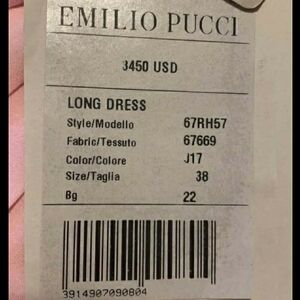 EMILIO PUCCI
3450 USD
LONG DRESS
Style/Modello 67RH57
Fabric/Tessuto 67669
Color/Colore J17
Size/Taglia 38
Bg 22
3914907090804